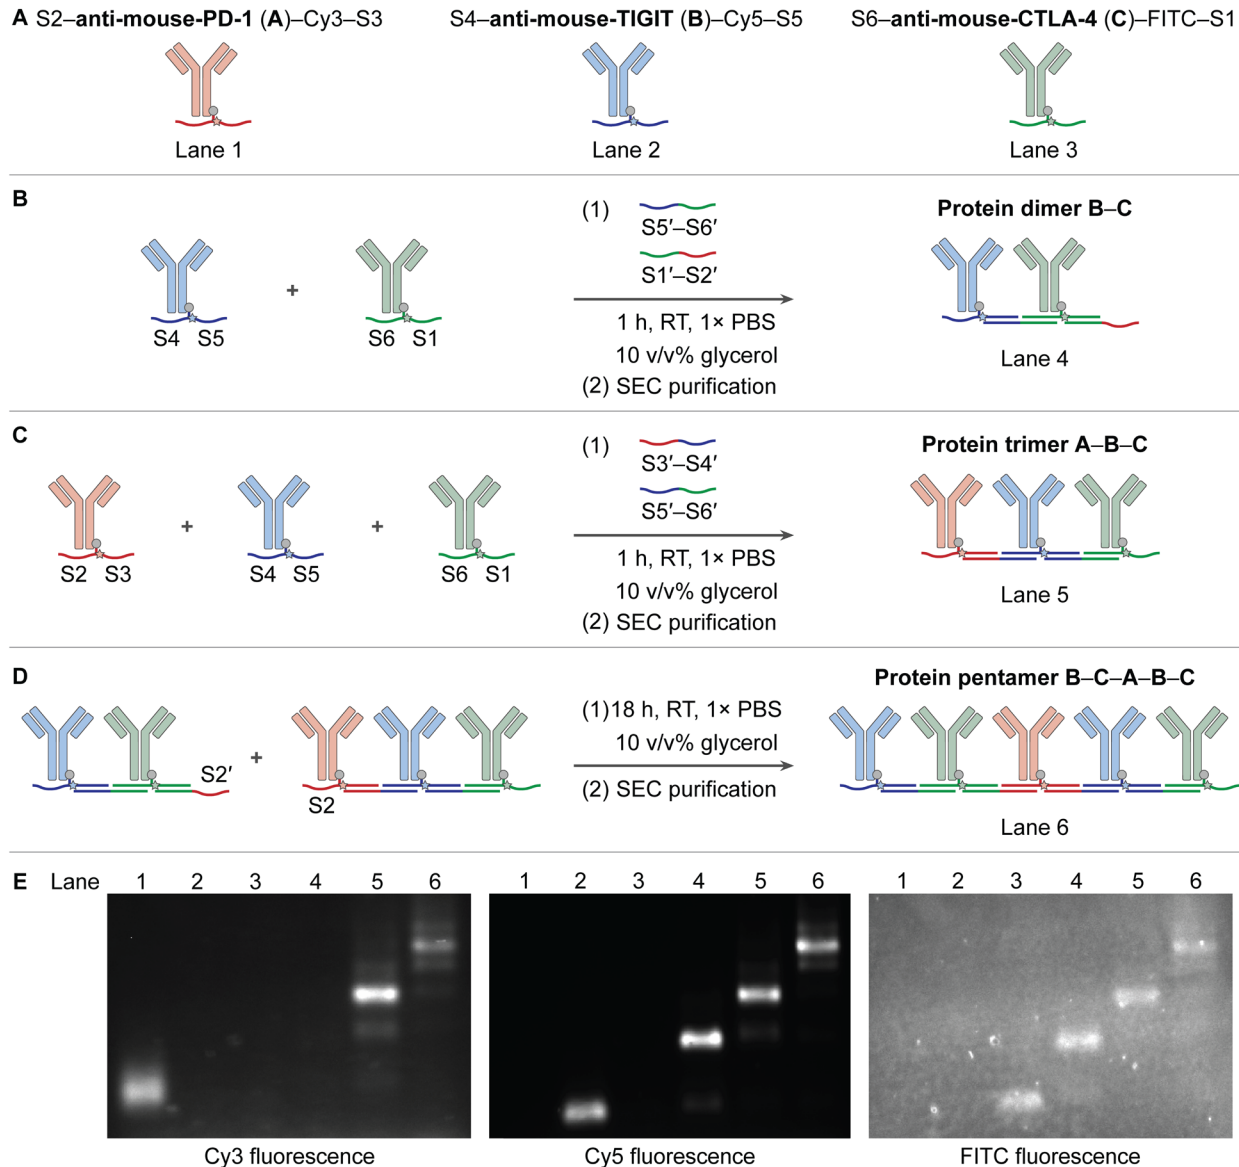 A S2–anti-mouse-PD-1 (A)–Cy3–S3 S4–anti-mouse-TIGIT (B)–Cy5–S5 S6–anti-mouse-CTLA-4 (C)–FITC–S1
Lane 1 Lane 2 Lane 3
B
(1) S5′–S6′
S1′–S2′
1 h, RT, 1× PBS
10 v/v% glycerol
(2) SEC purification
S4 S5 + S6 S1
Protein dimer B–C
Lane 4
C
(1) S3′–S4′
S5′–S6′
1 h, RT, 1× PBS
10 v/v% glycerol
(2) SEC purification
S2 S3 + S4 S5 + S6 S1
Protein trimer A–B–C
Lane 5
D
S2′ + S2
(1) 18 h, RT, 1× PBS
10 v/v% glycerol
(2) SEC purification
Protein pentamer B–C–A–B–C
Lane 6
E Lane 1 2 3 4 5 6 1 2 3 4 5 6 1 2 3 4 5 6
Cy3 fluorescence Cy5 fluorescence FITC fluorescence